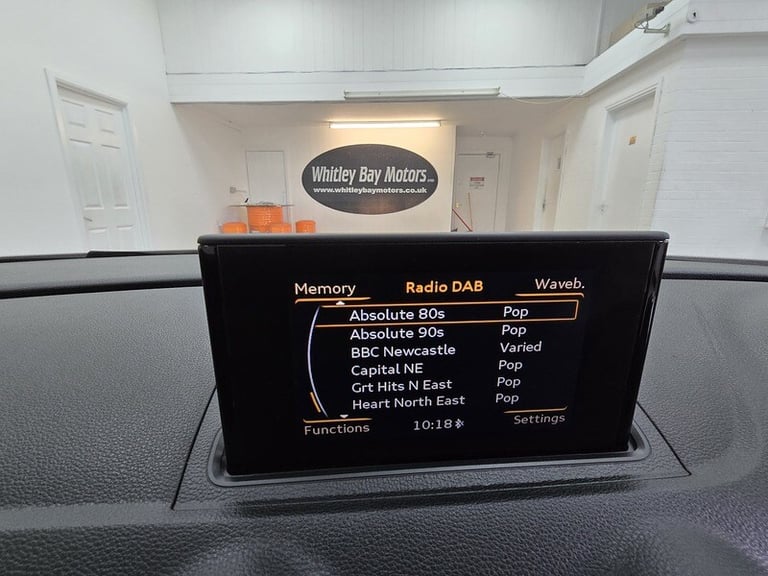 Whitley Bay Motors
www.whitleybaymotors.co.uk
Memory Radio DAB Waveb.
Absolute 80s Pop
Absolute 90s Pop
BBC Newcastle Varied
Capital NE Pop
Grt Hits N East Pop
Heart North East Pop
Functions 10:18 Settings